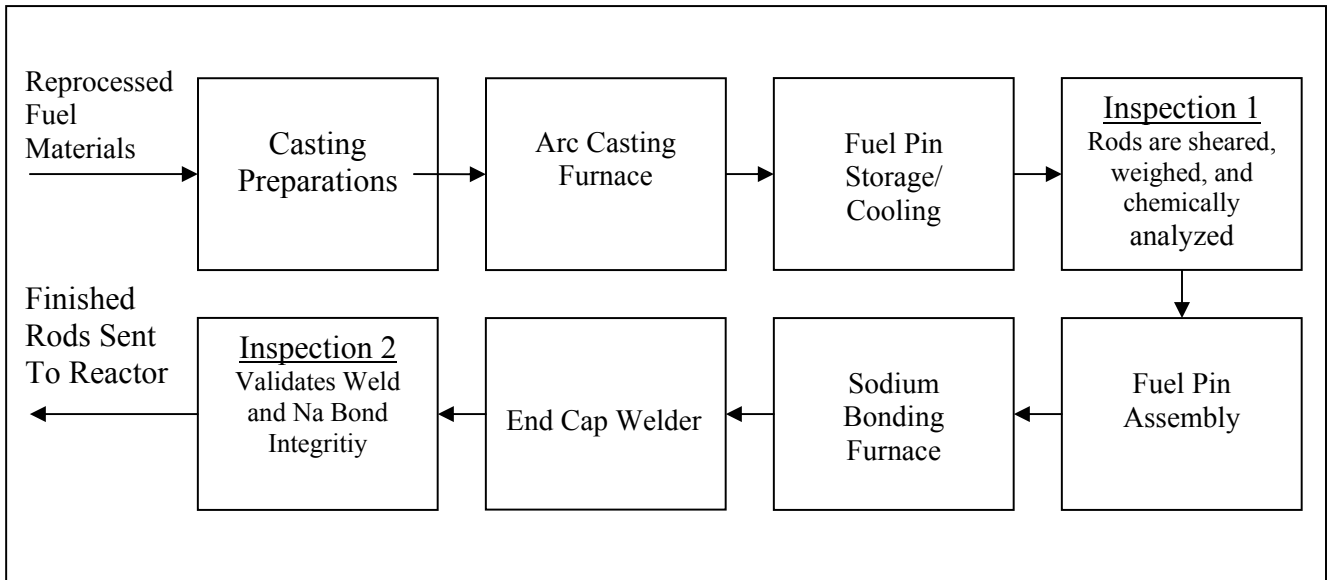 Reprocessed
Fuel
Materials
Casting
Preparations
Arc Casting
Furnace
Fuel Pin
Storage/
Cooling
Inspection 1
Rods are sheared,
weighed, and
chemically
analyzed
Fuel Pin
Assembly
Sodium
Bonding
Furnace
End Cap Welder
Inspection 2
Validates Weld
and Na Bond
Integritiy
Finished
Rods Sent
To Reactor